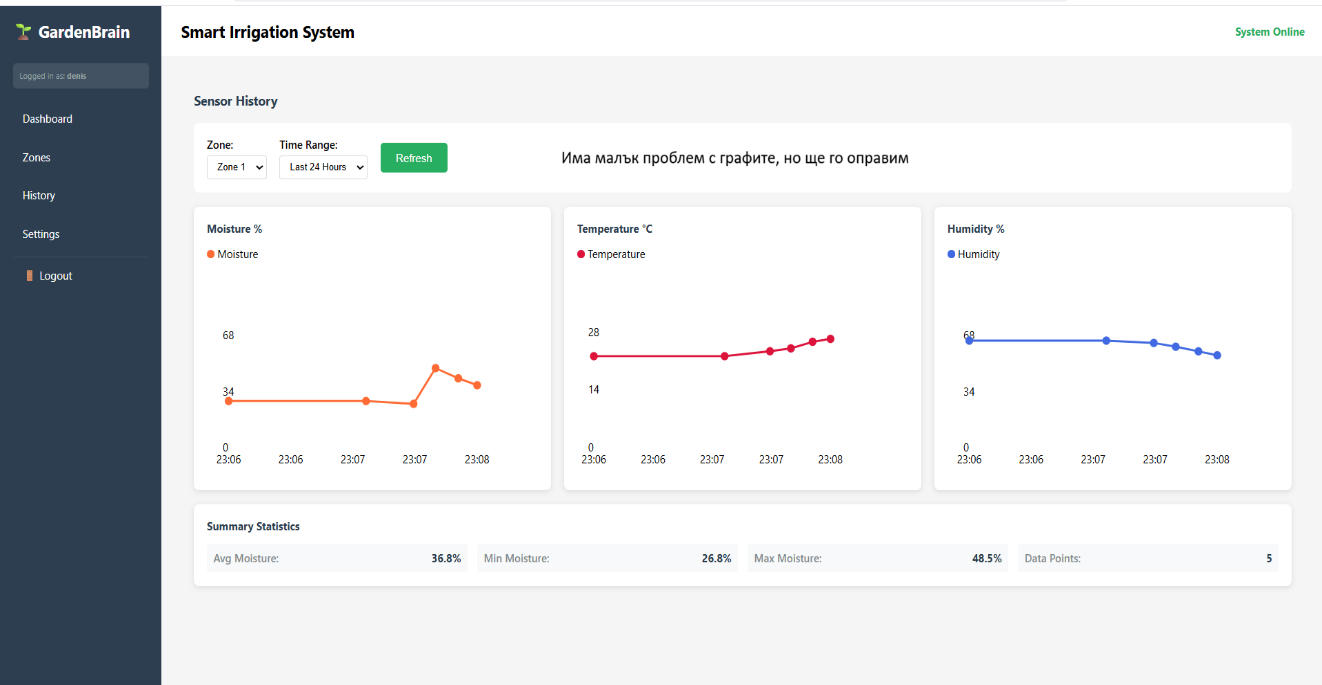 GardenBrain
Smart Irrigation System
System Online
Logged in as: denis
Dashboard
Zones
History
Settings
Logout
Sensor History
Zone:
Time Range:
Zone 1
Last 24 Hours
Refresh
Има малък проблем с графите, но ще го оправим
Moisture %
Moisture
68
34
0
23:06 23:06 23:07 23:07 23:08
Temperature °C
Temperature
28
14
0
23:06 23:06 23:07 23:07 23:08
Humidity %
Humidity
68
34
0
23:06 23:06 23:07 23:07 23:08
Summary Statistics
Avg Moisture: 36.8%
Min Moisture: 26.8%
Max Moisture: 48.5%
Data Points: 5